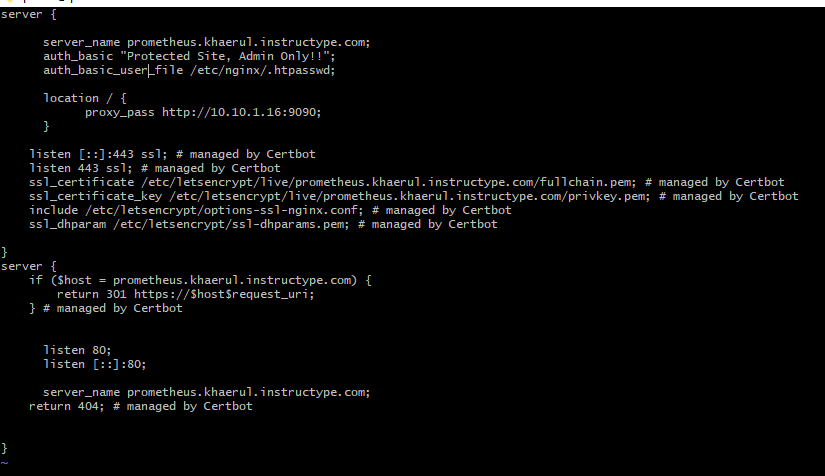 server {
server_name prometheus.khaerul.instructype.com;
auth_basic "Protected Site, Admin Only!!";
auth_basic_user_file /etc/nginx/.htpasswd;
location / {
proxy_pass http://10.10.1.16:9090;
}
listen [::]:443 ssl; # managed by Certbot
listen 443 ssl; # managed by Certbot
ssl_certificate /etc/letsencrypt/live/prometheus.khaerul.instructype.com/fullchain.pem; # managed by Certbot
ssl_certificate_key /etc/letsencrypt/live/prometheus.khaerul.instructype.com/privkey.pem; # managed by Certbot
include /etc/letsencrypt/options-ssl-nginx.conf; # managed by Certbot
ssl_dhparam /etc/letsencrypt/ssl-dhparams.pem; # managed by Certbot
}
server {
if ($host = prometheus.khaerul.instructype.com) {
return 301 https://$host$request_uri;
} # managed by Certbot
listen 80;
listen [::]:80;
server_name prometheus.khaerul.instructype.com;
return 404; # managed by Certbot
}
~